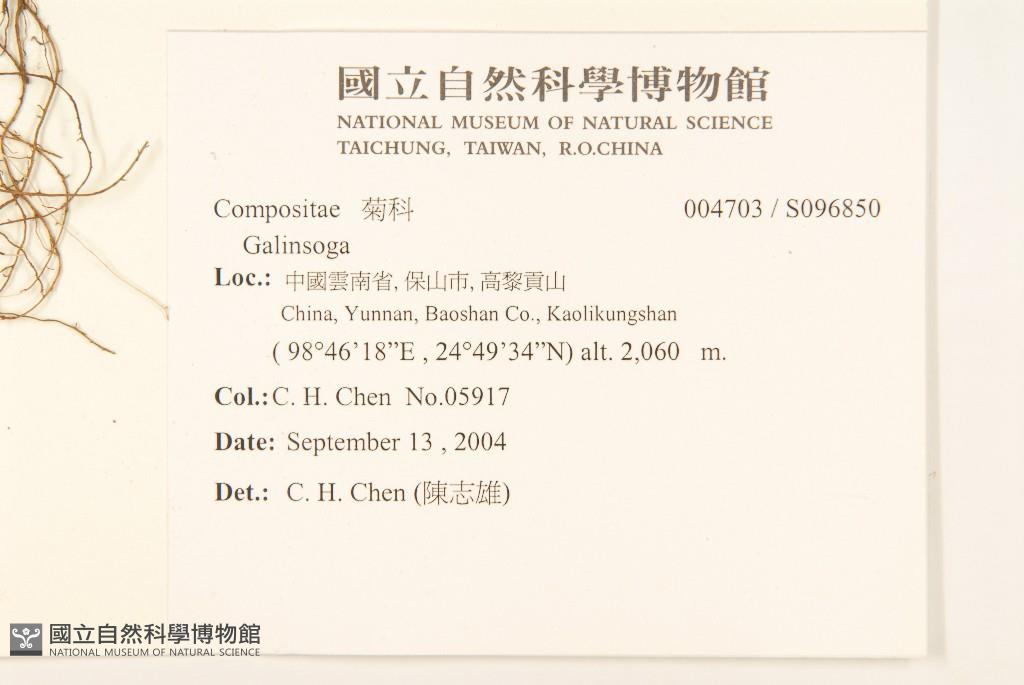 國立自然科學博物館
NATIONAL MUSEUM OF NATURAL SCIENCE
TAICHUNG, TAIWAN, R.O.CHINA
Compositae 菊科 004703 / S096850
Galinsoga
Loc.: 中國雲南省, 保山市, 高黎貢山
China, Yunnan, Baoshan Co., Kaolikungshan
( 98°46’18”E , 24°49’34”N) alt. 2,060 m.
Col.: C. H. Chen No.05917
Date: September 13 , 2004
Det.: C. H. Chen (陳志雄)
國立自然科學博物館
NATIONAL MUSEUM OF NATURAL SCIENCE